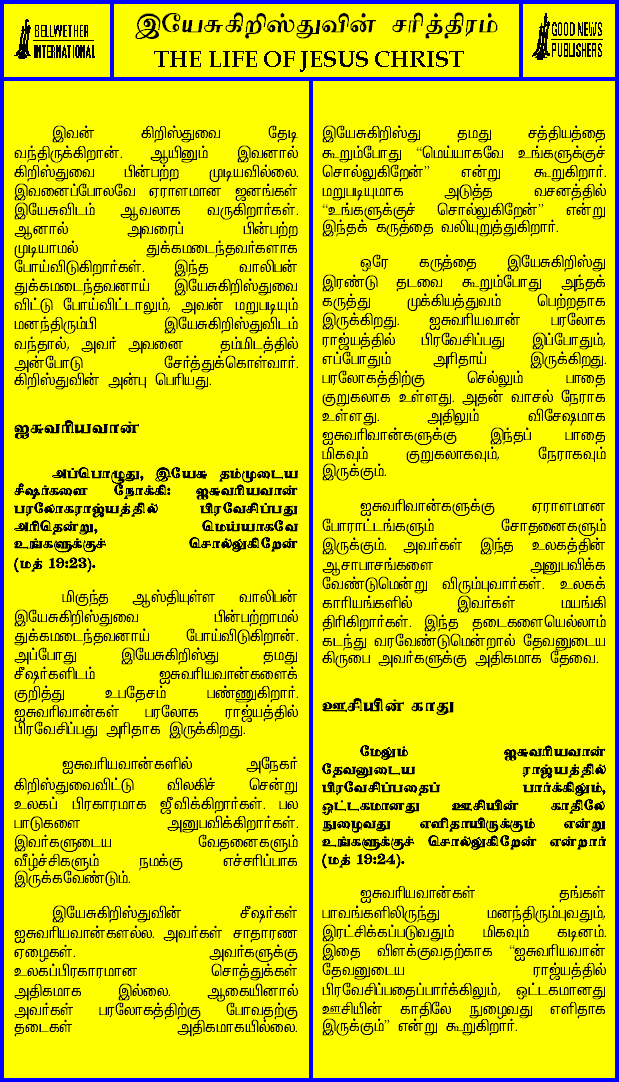 BELLWETHER
INTERNATIONAL
இயேசுகிறிஸ்துவின் சரித்திரம்
THE LIFE OF JESUS CHRIST
GOOD NEWS
PUBLISHERS
இவன் கிறிஸ்துவை தேடி
வந்திருக்கிறான். ஆயினும் இவனால்
கிறிஸ்துவை பின்பற்ற முடியவில்லை.
இவனைப்போலவே ஏராளமான ஜனங்கள்
இயேசுவிடம் ஆவலாக வருகிறார்கள்.
ஆனால் அவரைப் பின்பற்ற
முடியாமல் துக்கமடைந்தவர்களாக
போய்விடுகிறார்கள். இந்த வாலிபன்
துக்கமடைந்தவனாய் இயேசுகிறிஸ்துவை
விட்டு போய்விட்டாலும், அவன் மறுபடியும்
மனந்திரும்பி இயேசுகிறிஸ்துவிடம்
வந்தால், அவர் அவனை தம்மிடத்தில்
அன்போடு சேர்த்துக்கொள்வார்.
கிறிஸ்துவின் அன்பு பெரியது.
ஐசுவரியவான்
அப்பொழுது, இயேசு தம்முடைய
சீஷர்களை நோக்கி: ஐசுவரியவான்
பரலோகராஜ்யத்தில் பிரவேசிப்பது
அரிதென்று, மெய்யாகவே
உங்களுக்குச் சொல்லுகிறேன்
(மத் 19:23).
மிகுந்த ஆஸ்தியுள்ள வாலிபன்
இயேசுகிறிஸ்துவை பின்பற்றாமல்
துக்கமடைந்தவனாய் போய்விடுகிறான்.
அப்போது இயேசுகிறிஸ்து தமது
சீஷர்களிடம் ஐசுவரியவான்களைக்
குறித்து உபதேசம் பண்ணுகிறார்.
ஐசுவரிவான்கள் பரலோக ராஜ்யத்தில்
பிரவேசிப்பது அரிதாக இருக்கிறது.
ஐசுவரியவான்களில் அநேகர்
கிறிஸ்துவைவிட்டு விலகிச் சென்று
உலகப் பிரகாரமாக ஜீவிக்கிறார்கள். பல
பாடுகளை அனுபவிக்கிறார்கள்.
இவர்களுடைய வேதனைகளும்
வீழ்ச்சிகளும் நமக்கு எச்சரிப்பாக
இருக்கவேண்டும்.
இயேசுகிறிஸ்துவின் சீஷர்கள்
ஐசுவரியவான்களல்ல. அவர்கள் சாதாரண
ஏழைகள். அவர்களுக்கு
உலகப்பிரகாரமான சொத்துக்கள்
அதிகமாக இல்லை. ஆகையினால்
அவர்கள் பரலோகத்திற்கு போவதற்கு
தடைகள் அதிகமாகயில்லை.
இயேசுகிறிஸ்து தமது சத்தியத்தை
கூறும்போது “மெய்யாகவே உங்களுக்குச்
சொல்லுகிறேன்” என்று கூறுகிறார்.
மறுபடியுமாக அடுத்த வசனத்தில்
“உங்களுக்குச் சொல்லுகிறேன்” என்று
இந்தக் கருத்தை வலியுறுத்துகிறார்.
ஒரே கருத்தை இயேசுகிறிஸ்து
இரண்டு தடவை கூறும்போது அந்தக்
கருத்து முக்கியத்துவம் பெற்றதாக
இருக்கிறது. ஐசுவரியவான் பரலோக
ராஜ்யத்தில் பிரவேசிப்பது இப்போதும்,
எப்போதும் அரிதாய் இருக்கிறது.
பரலோகத்திற்கு செல்லும் பாதை
குறுகலாக உள்ளது. அதன் வாசல் நேராக
உள்ளது. அதிலும் விசேஷமாக
ஐசுவரிவான்களுக்கு இந்தப் பாதை
மிகவும் குறுகலாகவும், நேராகவும்
இருக்கும்.
ஐசுவரிவான்களுக்கு ஏராளமான
போராட்டங்களும் சோதனைகளும்
இருக்கும். அவர்கள் இந்த உலகத்தின்
ஆசாபாசங்களை அனுபவிக்க
வேண்டுமென்று விரும்புவார்கள். உலகக்
காரியங்களில் இவர்கள் மயங்கி
திரிகிறார்கள். இந்த தடைகளையெல்லாம்
கடந்து வரவேண்டுமென்றால் தேவனுடைய
கிருபை அவர்களுக்கு அதிகமாக தேவை.
ஊசியின் காது
மேலும் ஐசுவரியவான்
தேவனுடைய ராஜ்யத்தில்
பிரவேசிப்பதைப் பார்க்கிலும்,
ஒட்டகமானது ஊசியின் காதிலே
நுழைவது எளிதாயிருக்கும் என்று
உங்களுக்குச் சொல்லுகிறேன் என்றார்
(மத் 19:24).
ஐசுவரியவான்கள் தங்கள்
பாவங்களிலிருந்து மனந்திரும்புவதும்,
இரட்சிக்கப்படுவதும் மிகவும் கடினம்.
இதை விளக்குவதற்காக “ஐசுவரியவான்
தேவனுடைய ராஜ்யத்தில்
பிரவேசிப்பதைப்பார்க்கிலும், ஒட்டகமானது
ஊசியின் காதிலே நுழைவது எளிதாக
இருக்கும்” என்று கூறுகிறார்.